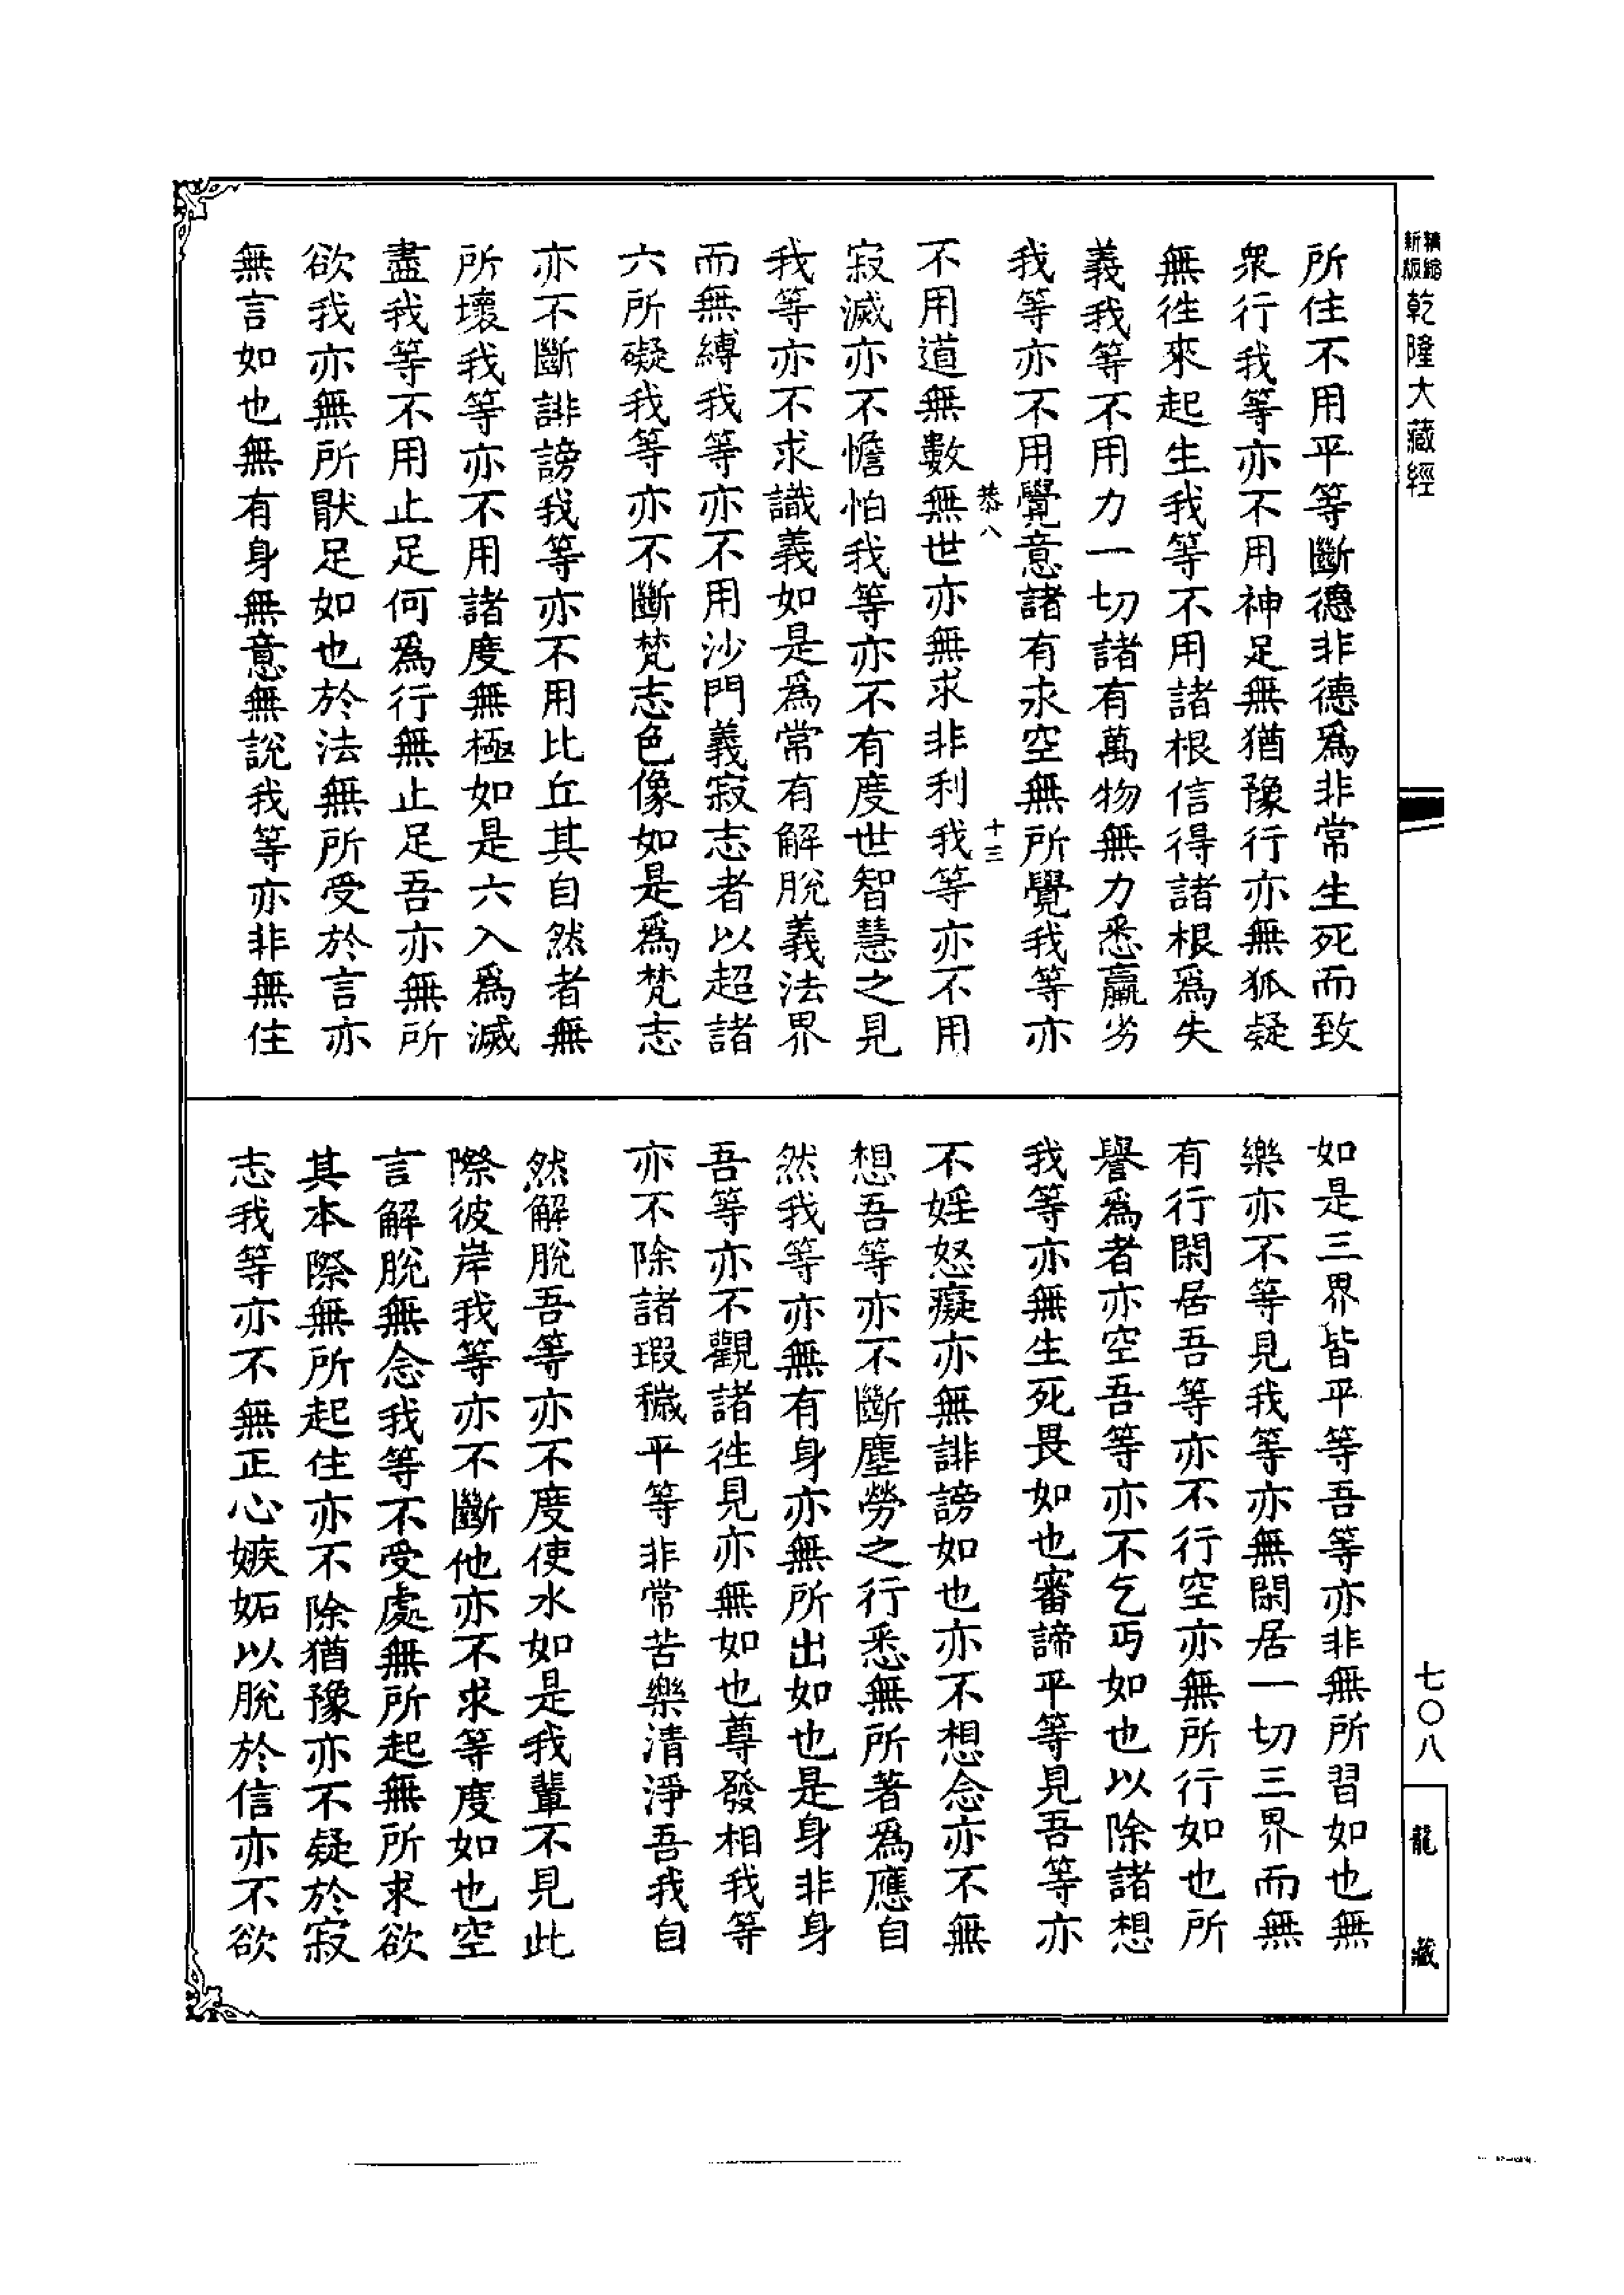 精縮新版乾隆大藏經
七〇八
龍藏
所住不用平等斷德非德爲非常生死而致
衆行我等亦不用神足無猶豫行亦無狐疑
無徃來起生我等不用諸根信得諸根爲失
義我等不用力一切諸有萬物無力悉羸劣
我等亦不用覺意諸有求空無所覺我等亦
恭八
十三
不用道無數無世亦無求非利我等亦不用
寂滅亦不憺怕我等亦不有度世智慧之見
我等亦不求識義如是爲常有解脫義法界
而無縛我等亦不用沙門義寂志者以超諸
六所礙我等亦不斷梵志色像如是爲梵志
亦不斷誹謗我等亦不用比丘其自然者無
所壞我等亦不用諸度無極如是六入爲滅
盡我等不用止足何爲行無止足吾亦無所
欲我亦無所猒足如也於法無所受於言亦
無言如也無有身無意無說我等亦非無住
如是三界皆平等吾等亦非無所習如也無
樂亦不等見我等亦無閑居一切三界而無
有行閑居吾等亦不行空亦無所行如也所
譽爲者亦空吾等亦不乞丐如也以除諸想
我等亦無生死畏如也審諦平等見吾等亦
不婬怒癡亦無誹謗如也亦不想念亦不無
想吾等亦不斷塵勞之行悉無所著爲應自
然我等亦無有身亦無所出如也是身非身
吾等亦不觀諸徃見亦無如也尊發相我等
亦不除諸瑕穢平等非常苦樂清淨吾我自
然解脫吾等亦不度使水如是我輩不見此
際彼岸我等亦不斷他亦不求等度如也空
言解脫無念我等不受處無所起無所求欲
其本際無所起住亦不除猶豫亦不疑於寂
志我等亦不無正心嫉妬以脫於信亦不欲